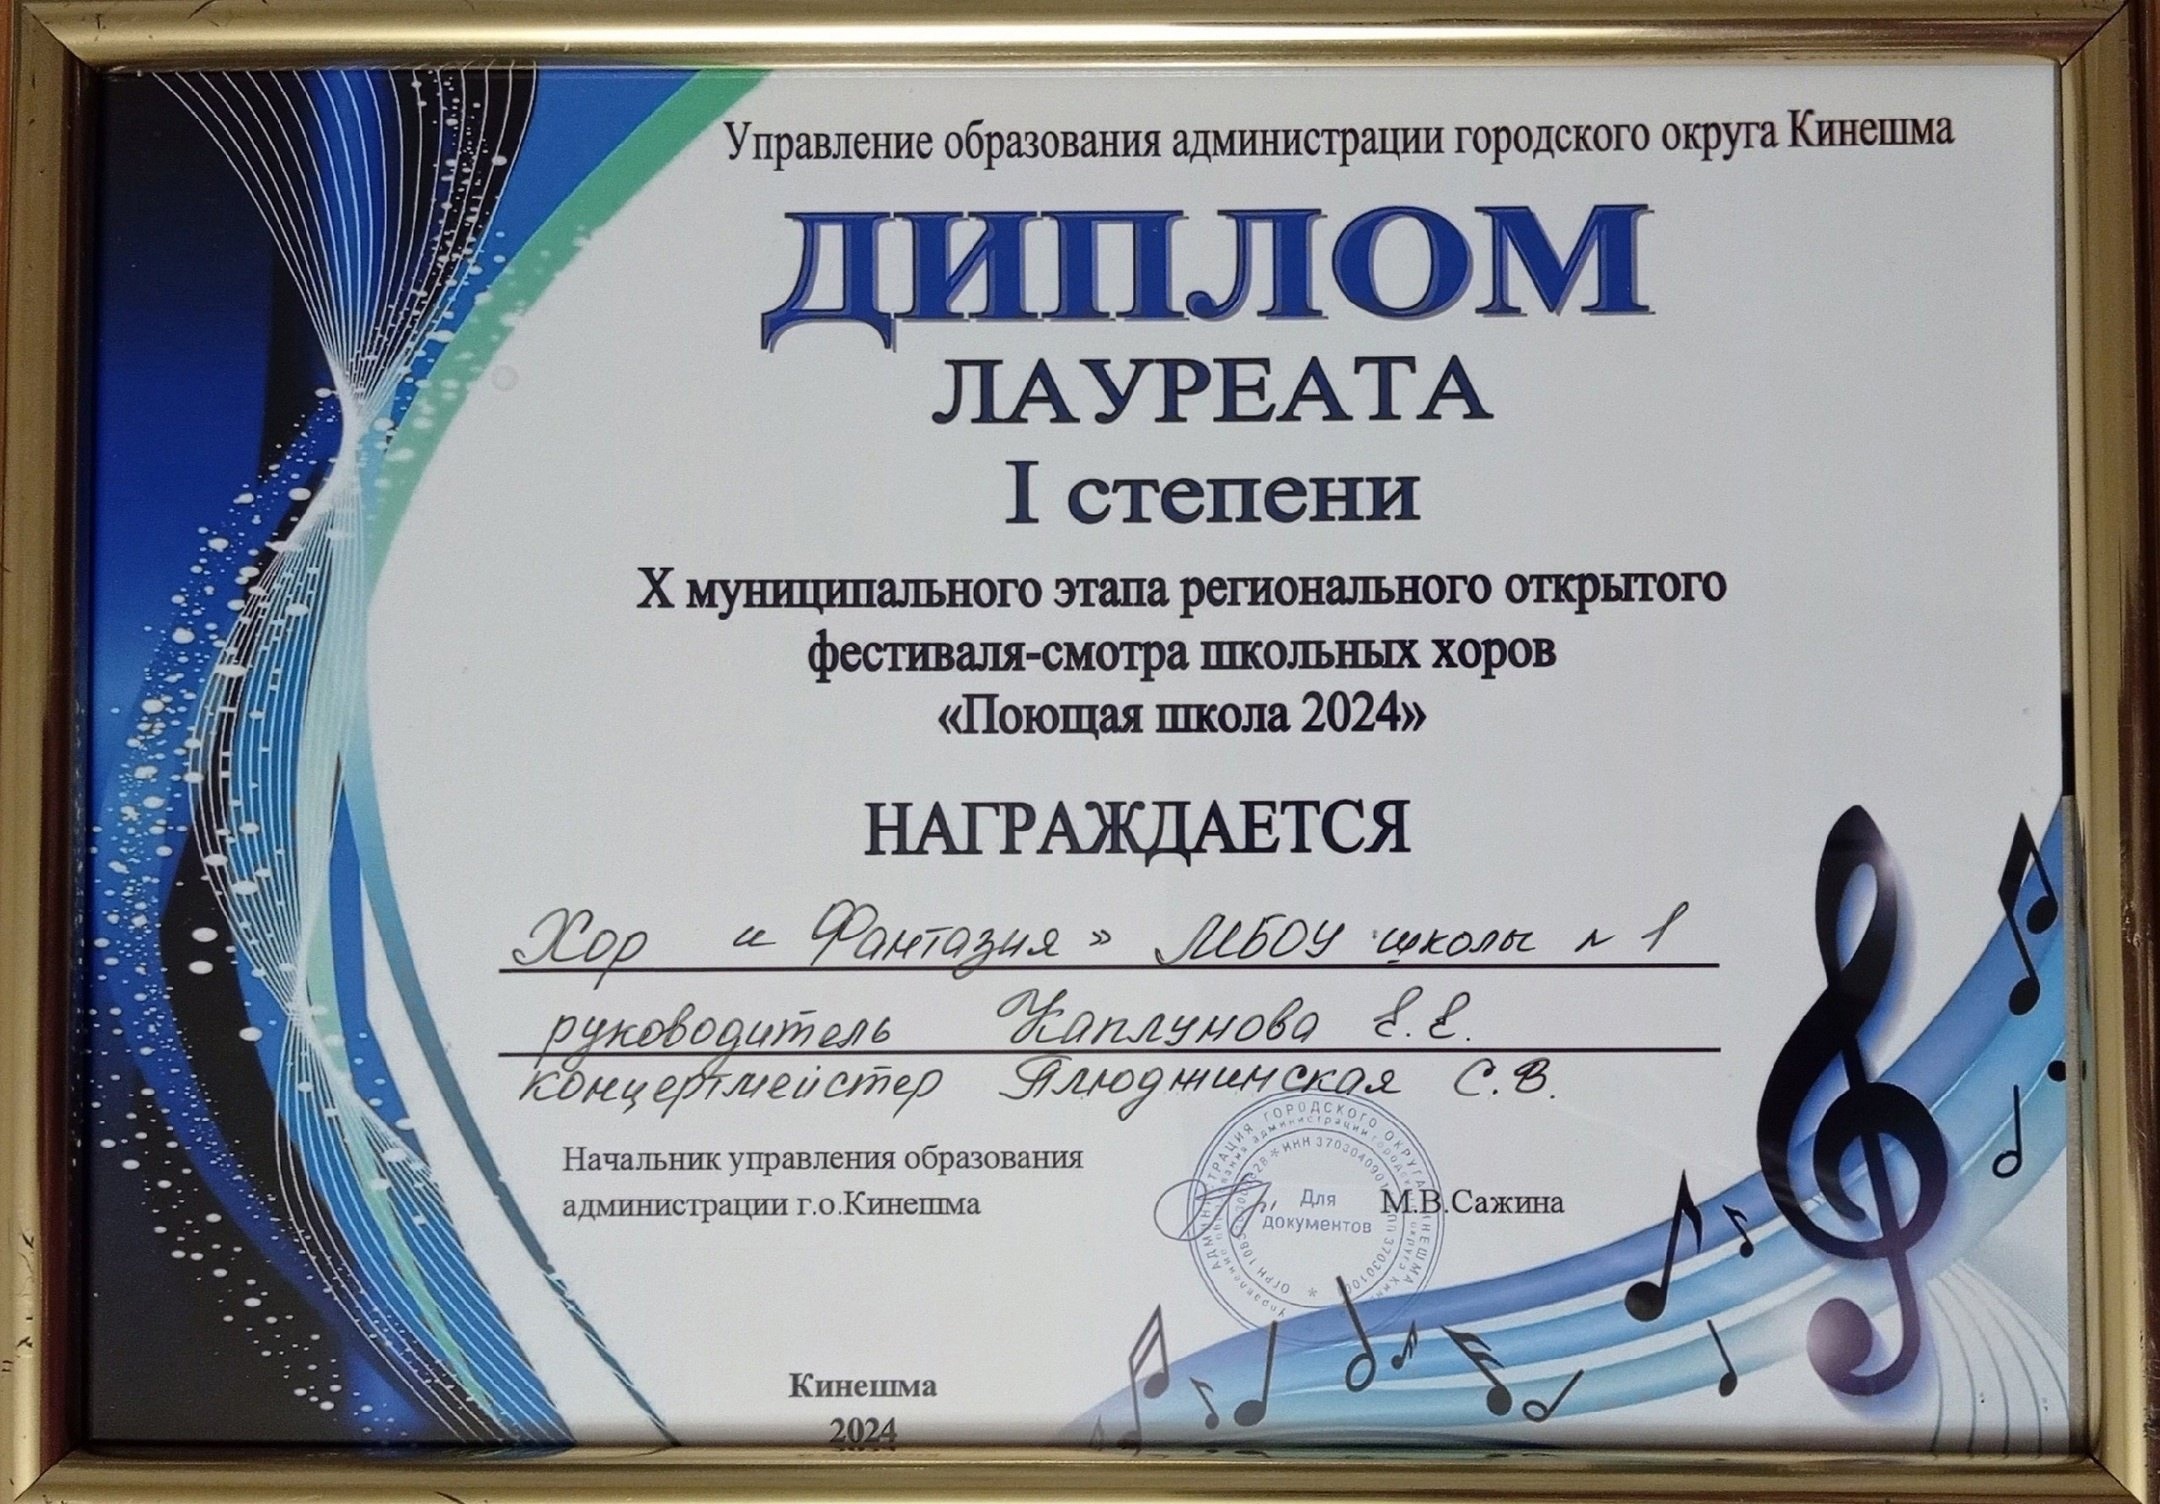 Управление образования администрации городского округа Кинешма
ДИПЛОМ
ЛАУРЕАТА
I степени
X муниципального этапа регионального открытого
фестиваля-смотра школьных хоров
«Поющая школа 2024»
НАГРАЖДАЕТСЯ
Хор « Фантазия » МБОУ школы № 1
руководитель Каплунова Е.Е.
концертмейстер Плюджинская С.В.
Начальник управления образования
администрации г.о.Кинешма
М.В.Сажина
Для
документов
Кинешма
2024